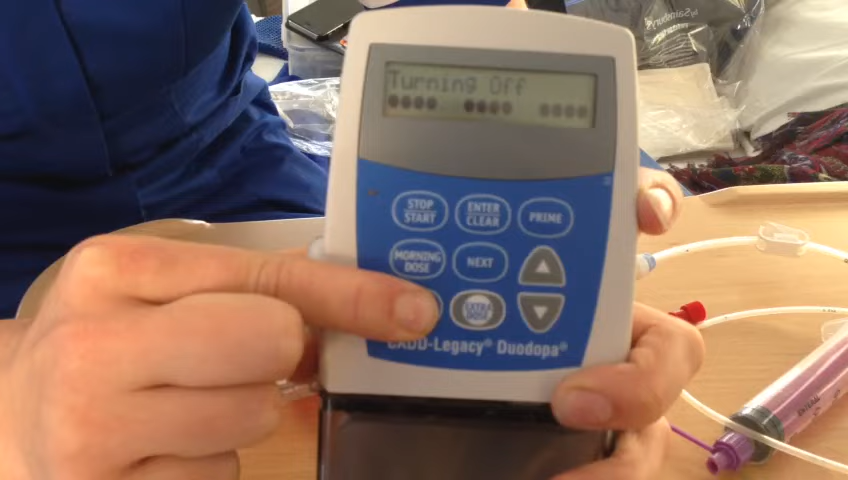 Turning Off
STOP
START
ENTER
CLEAR
PRIME
MORNING
DOSE
NEXT
EXTRA
DOSE
CADD-Legacy® Duodopa®